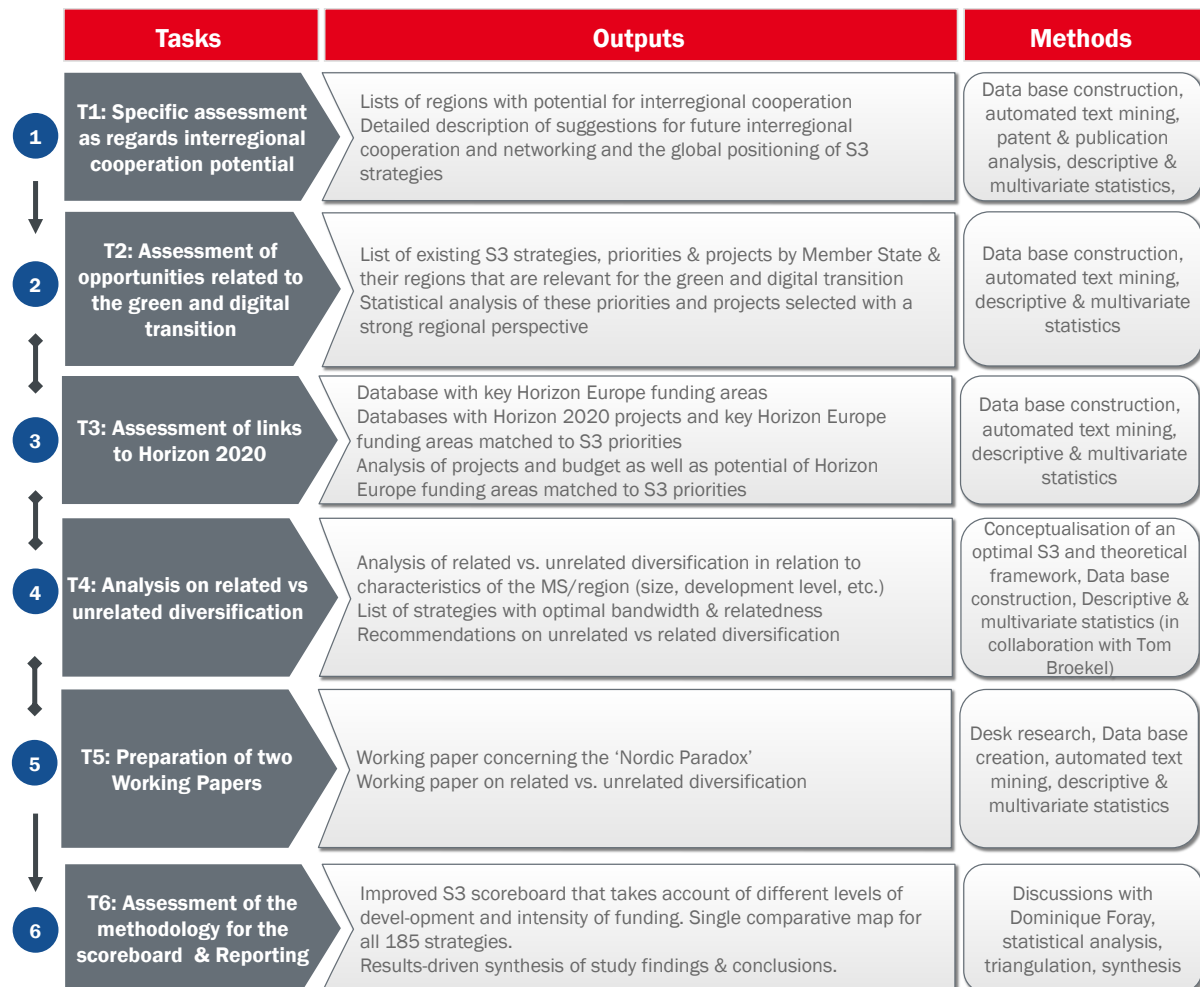 Tasks
Outputs
Methods
1
T1: Specific assessment
as regards interregional
cooperation potential
Lists of regions with potential for interregional cooperation
Detailed description of suggestions for future interregional
cooperation and networking and the global positioning of S3
strategies
Data base construction,
automated text mining,
patent & publication
analysis, descriptive &
multivariate statistics,
2
T2: Assessment of
opportunities related to
the green and digital
transition
List of existing S3 strategies, priorities & projects by Member State &
their regions that are relevant for the green and digital transition
Statistical analysis of these priorities and projects selected with a
strong regional perspective
Data base construction,
automated text mining,
descriptive & multivariate
statistics
3
T3: Assessment of links
to Horizon 2020
Database with key Horizon Europe funding areas
Databases with Horizon 2020 projects and key Horizon Europe
funding areas matched to S3 priorities
Analysis of projects and budget as well as potential of Horizon
Europe funding areas matched to S3 priorities
Data base construction,
automated text mining,
descriptive & multivariate
statistics
4
T4: Analysis on related vs
unrelated diversification
Analysis of related vs. unrelated diversification in relation to
characteristics of the MS/region (size, development level, etc.)
List of strategies with optimal bandwidth & relatedness
Recommendations on unrelated vs related diversification
Conceptualisation of an
optimal S3 and theoretical
framework, Data base
construction, Descriptive &
multivariate statistics (in
collaboration with Tom
Broekel)
5
T5: Preparation of two
Working Papers
Working paper concerning the ‘Nordic Paradox’
Working paper on related vs. unrelated diversification
Desk research, Data base
creation, automated text
mining, descriptive &
multivariate statistics
6
T6: Assessment of the
methodology for the
scoreboard & Reporting
Improved S3 scoreboard that takes account of different levels of
devel-opment and intensity of funding. Single comparative map for
all 185 strategies.
Results-driven synthesis of study findings & conclusions.
Discussions with
Dominique Foray,
statistical analysis,
triangulation, synthesis